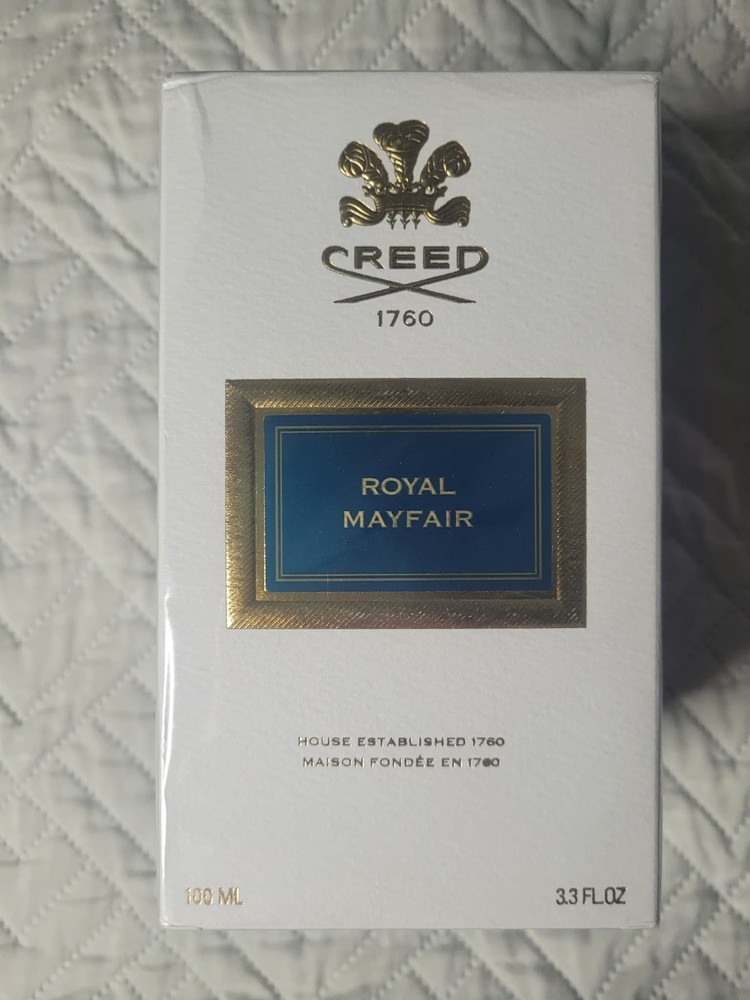 CREED
1760
ROYAL
MAYFAIR
HOUSE ESTABLISHED 1760
MAISON FONDÉE EN 1760
100 ML
3.3 FL.OZ